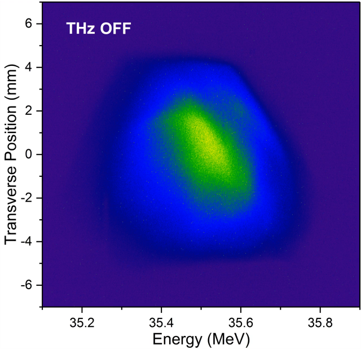 THz OFF
Transverse Position (mm)
6
4
2
0
-2
-4
-6
35.2 35.4 35.6 35.8
Energy (MeV)